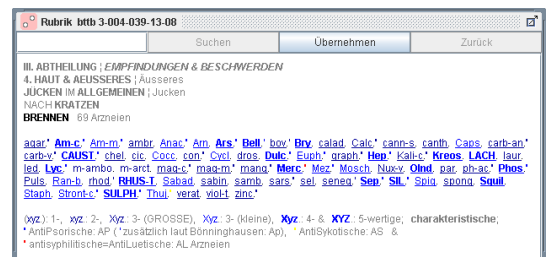 Rubrik bttb 3-004-039-13-08
Suchen Übernehmen Zurück
III. ABTHEILUNG ¦ EMPFINDUNGEN & BESCHWERDEN
4. HAUT & AEUSSERES ¦ Äusseres
JÜCKEN IM ALLGEMEINEN ¦ Jucken
NACH KRATZEN
BRENNEN 69 Arzneien
agar.* Am-c.* Am-m.* ambr. Anac.* Arn. Ars.* Bell.' bov.' Bry. calad. Calc.* cann-s. canth. Caps. carb-an.*
carb-v.* CAUST.* chel. cic. Cocc. con.* Cycl. dros. Dulc.* Euph.* graph.* Hep.* Kali-c.* Kreos. LACH. laur.
led. Lyc.* m-ambo. m-arct. mag-c.* mag-m.* mang.* Merc.* Mez.* Mosch. Nux-v. Olnd. par. ph-ac.* Phos.*
Puls. Ran-b. rhod.* RHUS-T. Sabad. sabin. samb. sars.* sel. seneg.* Sep.* SIL.* Spig. spong. Squil.
Staph. Stront-c.* SULPH.* Thuj.' verat. viol-t. zinc.*
(xyz.): 1-, xyz.: 2-, Xyz.: 3- (GROSSE), Xyz.: 3- (kleine), Xyz.: 4- & XYZ.: 5-wertige; charakteristische;
* AntiPsorische: AP ( 'zusätzlich laut Bönninghausen: Ap), ' AntiSykotische: AS &
* antisyphilitische=AntiLuetische: AL Arzneien